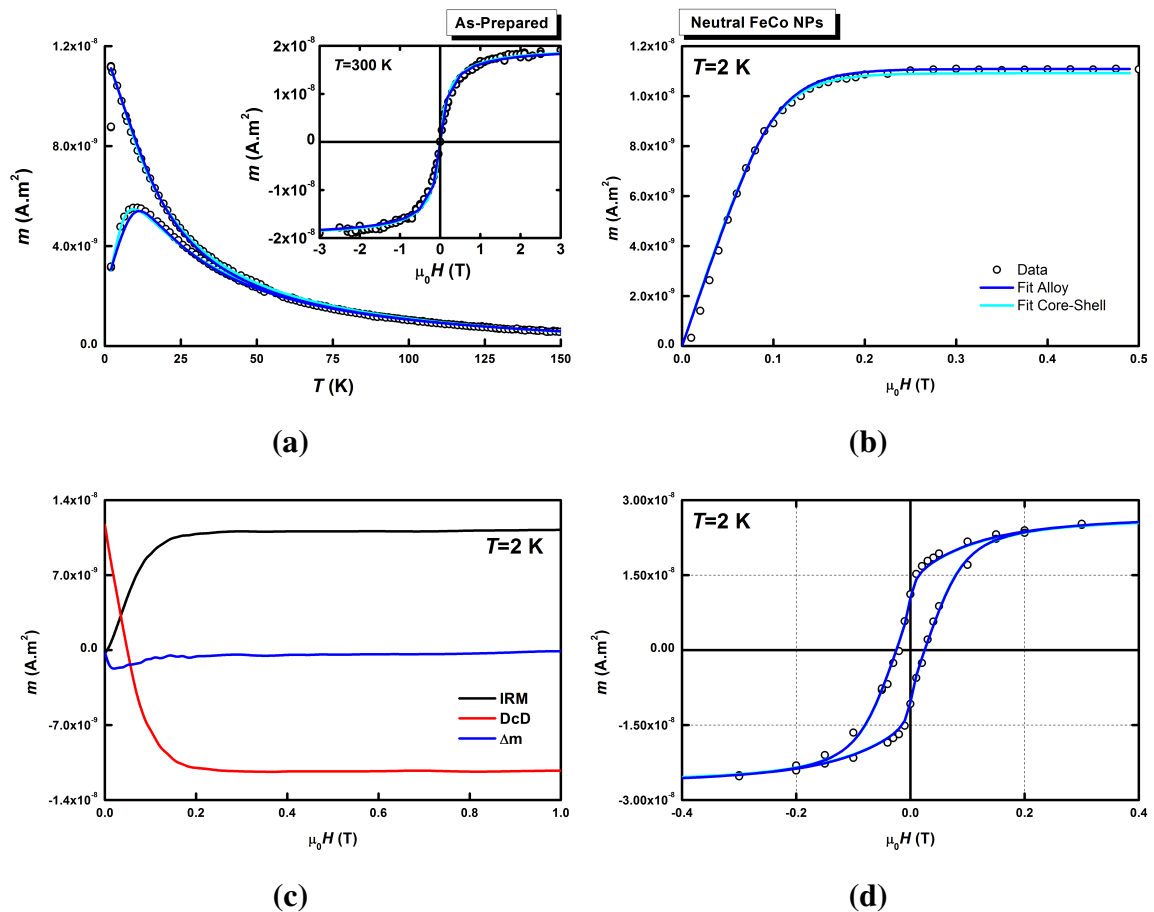 As-Prepared
1.2x10⁻⁸
8.0x10⁻⁹
4.0x10⁻⁹
0.0
m (A.m²)
0 25 50 75 100 125 150
T (K)
T=300 K
2x10⁻⁸
1x10⁻⁸
0
-1x10⁻⁸
-2x10⁻⁸
m (A.m²)
-3 -2 -1 0 1 2 3
μ₀H (T)
(a)
Neutral FeCo NPs
T=2 K
1.2x10⁻⁸
1.0x10⁻⁸
8.0x10⁻⁹
6.0x10⁻⁹
4.0x10⁻⁹
2.0x10⁻⁹
0.0
m (A.m²)
Data
Fit Alloy
Fit Core-Shell
0.0 0.1 0.2 0.3 0.4 0.5
μ₀H (T)
(b)
1.4x10⁻⁸
7.0x10⁻⁹
0.00
-7.0x10⁻⁹
-1.4x10⁻⁸
m (A.m²)
T=2 K
IRM
DcD
Δm
0.0 0.2 0.4 0.6 0.8 1.0
μ₀H (T)
(c)
T=2 K
3.00x10⁻⁸
1.50x10⁻⁸
0.00
-1.50x10⁻⁸
-3.00x10⁻⁸
m (A.m²)
-0.4 -0.2 0.0 0.2 0.4
μ₀H (T)
(d)